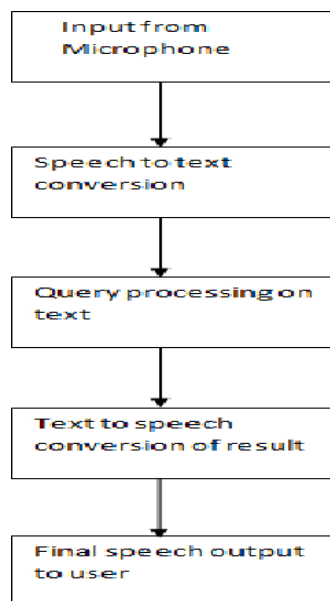 Input from
Microphone
Speech to text
conversion
Query processing on
text
Text to speech
conversion of result
Final speech output
to user